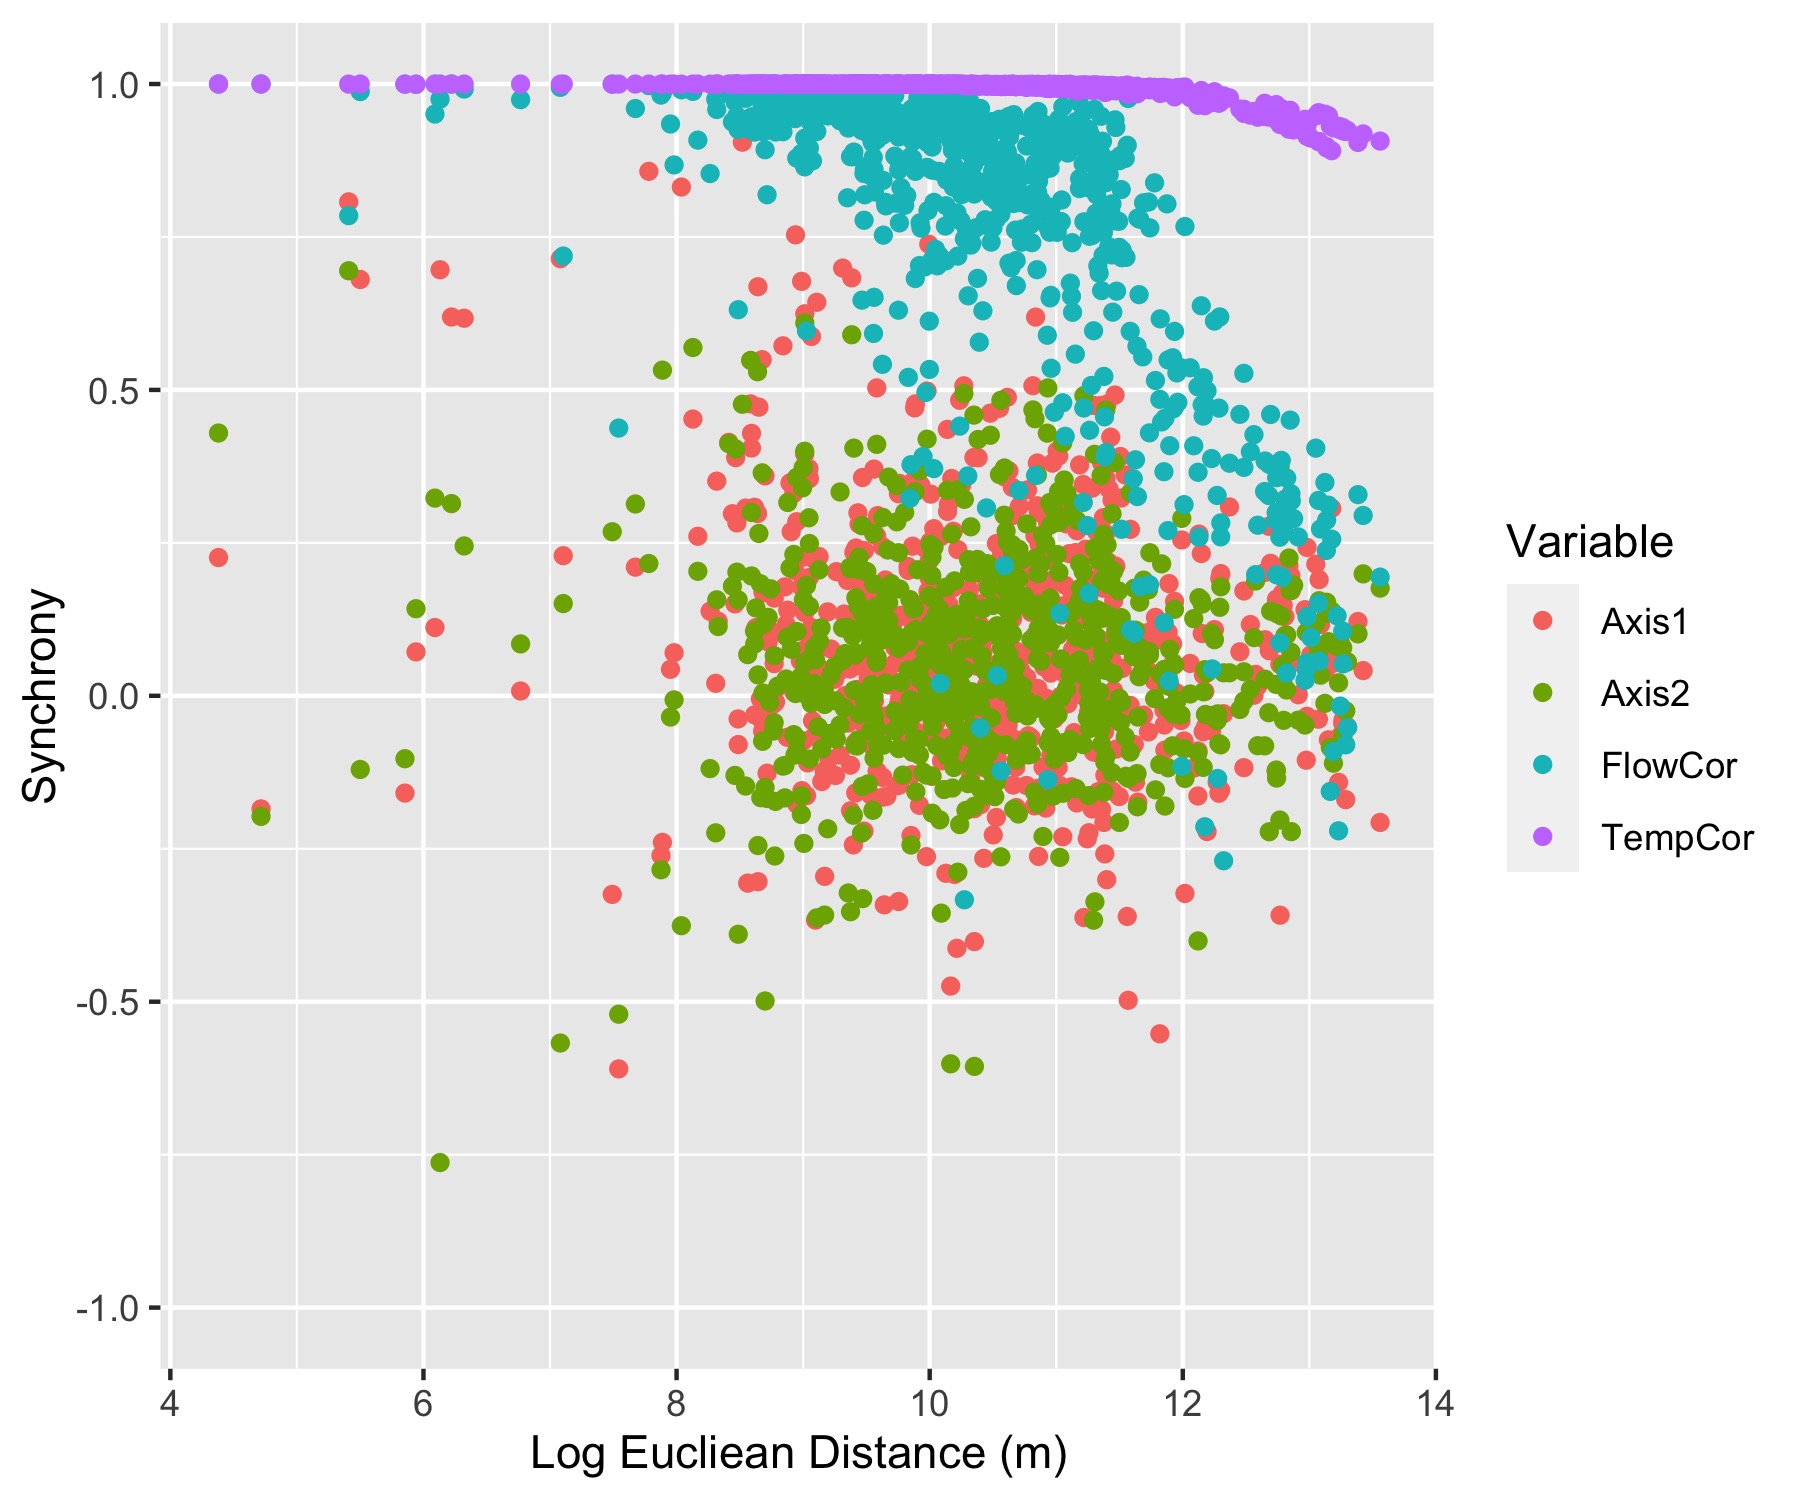 1.0
0.5
0.0
-0.5
-1.0
Synchrony
4 6 8 10 12 14
Log Eucliean Distance (m)
Variable
Axis1
Axis2
FlowCor
TempCor